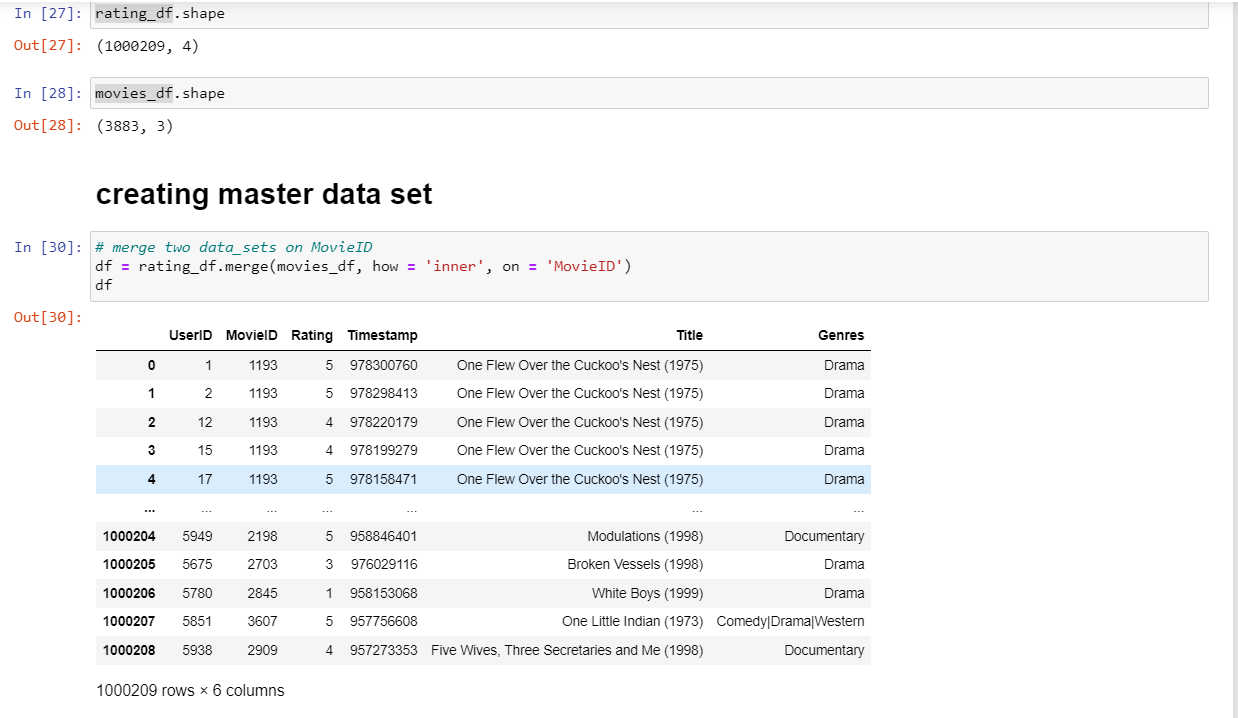 In [27]: rating_df.shape
Out[27]: (1000209, 4)
In [28]: movies_df.shape
Out[28]: (3883, 3)
creating master data set
In [30]: # merge two data_sets on MovieID
df = rating_df.merge(movies_df, how = 'inner', on = 'MovieID')
df
Out[30]:
UserID MovieID Rating Timestamp Title Genres
0 1 1193 5 978300760 One Flew Over the Cuckoo's Nest (1975) Drama
1 2 1193 5 978298413 One Flew Over the Cuckoo's Nest (1975) Drama
2 12 1193 4 978220179 One Flew Over the Cuckoo's Nest (1975) Drama
3 15 1193 4 978199279 One Flew Over the Cuckoo's Nest (1975) Drama
4 17 1193 5 978158471 One Flew Over the Cuckoo's Nest (1975) Drama
... ... ... ... ... ... ...
1000204 5949 2198 5 958846401 Modulations (1998) Documentary
1000205 5675 2703 3 976029116 Broken Vessels (1998) Drama
1000206 5780 2845 1 958153068 White Boys (1999) Drama
1000207 5851 3607 5 957756608 One Little Indian (1973) Comedy|Drama|Western
1000208 5938 2909 4 957273353 Five Wives, Three Secretaries and Me (1998) Documentary
1000209 rows × 6 columns